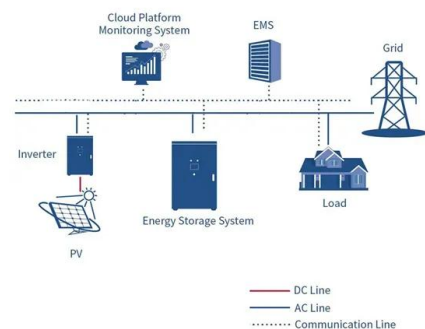 Cloud Platform
Monitoring System
EMS
Grid
Inverter
Energy Storage System
Load
PV
DC Line
AC Line
Communication Line